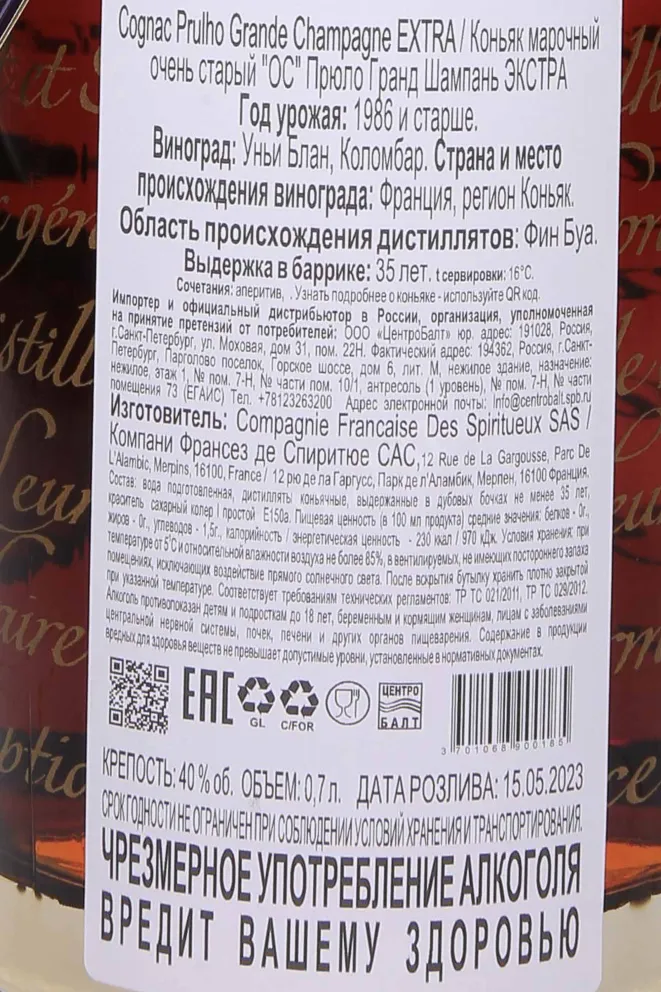 Cognac Prulho Grande Champagne EXTRA / Коньяк марочный
очень старый "ОС" Прюло Гранд Шампань ЭКСТРА
Год урожая: 1986 и старше.
Виноград: Уньи Блан, Коломбар. Страна и место
происхождения винограда: Франция, регион Коньяк.
Область происхождения дистиллятов: Фин Буа.
Выдержка в баррике: 35 лет. t сервировки: 16°С.
Сочетания: аперитив, . Узнать подробнее о коньяке - используйте QR код.
Импортер и официальный дистрибьютор в России, организация, уполномоченная
на принятие претензий от потребителей: ООО «ЦентроБалт» юр. адрес: 191028, Россия,
г.Санкт-Петербург, ул. Моховая, дом 31, пом. 22Н. Фактический адрес: 194362, Россия, г.Санкт-
Петербург, Парголово поселок, Горское шоссе, дом 6, лит. М, нежилое здание, назначение:
нежилое, этаж 1, № пом. 7-Н, № части пом. 10/1, антресоль (1 уровень), № пом. 7-Н, № части
помещения 73 (ЕГАИС) Тел. +78123263200 Адрес электронной почты: Info@centrobalt.spb.ru
Изготовитель: Compagnie Francaise Des Spiritueux SAS /
Компани Франсез де Спиритюе САС, 12 Rue de La Gargousse, Parc De
L'Alambic, Merpins, 16100, France / 12 рю де ла Гаргусс, Парк де л'Аламбик, Мерпен, 16100 Франция.
Состав: вода подготовленная, дистилляты коньячные, выдержанные в дубовых бочках не менее 35 лет,
краситель сахарный колер I простой Е150а. Пищевая ценность (в 100 мл продукта) средние значения: белков - 0г.,
жиров - 0г., углеводов - 1,5г., калорийность / энергетическая ценность - 230 ккал / 970 кДж. Условия хранения: при
температуре от 5°С и относительной влажности воздуха не более 85%, в вентилируемых, не имеющих постороннего запаха
помещениях, исключающих воздействие прямого солнечного света. После вскрытия бутылку хранить плотно закрытой
при указанной температуре. Соответствует требованиям технических регламентов: ТР ТС 021/2011, ТР ТС 029/2012.
Алкоголь противопоказан детям и подросткам до 18 лет, беременным и кормящим женщинам, лицам с заболеваниями
центральной нервной системы, почек, печени и других органов пищеварения. Содержание в продукции
вредных для здоровья веществ не превышает допустимые уровни, установленные в нормативных документах.
EAC GL C/FOR ЦЕНТРО БАЛТ
3 701068 900165
КРЕПОСТЬ: 40 % об. ОБЪЕМ: 0,7 л. ДАТА РОЗЛИВА: 15.05.2023
СРОК ГОДНОСТИ НЕ ОГРАНИЧЕН ПРИ СОБЛЮДЕНИИ УСЛОВИЙ ХРАНЕНИЯ И ТРАНСПОРТИРОВАНИЯ.
ЧРЕЗМЕРНОЕ УПОТРЕБЛЕНИЕ АЛКОГОЛЯ
ВРЕДИТ ВАШЕМУ ЗДОРОВЬЮ